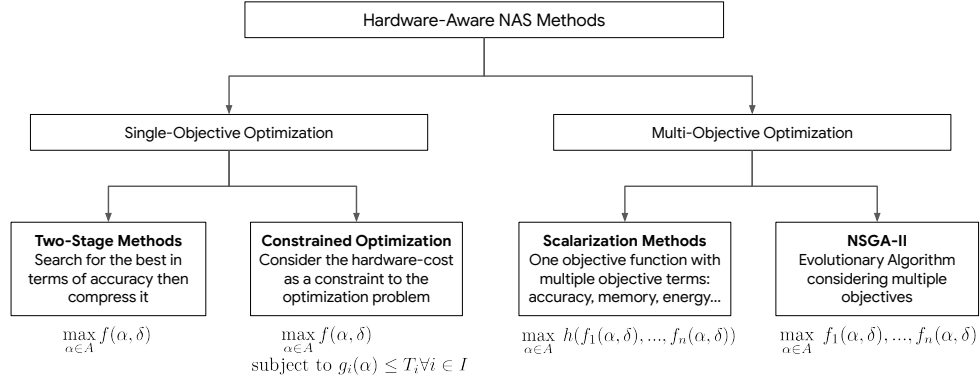 Hardware-Aware NAS Methods
Single-Objective Optimization
Multi-Objective Optimization
Two-Stage Methods
Search for the best in
terms of accuracy then
compress it
Constrained Optimization
Consider the hardware-cost
as a constraint to the
optimization problem
Scalarization Methods
One objective function with
multiple objective terms:
accuracy, memory, energy...
NSGA-II
Evolutionary Algorithm
considering multiple
objectives
max f(α, δ)
α∈A
max f(α, δ)
α∈A
subject to g_i(α) ≤ T_i∀i ∈ I
max h(f_1(α, δ), ..., f_n(α, δ))
α∈A
max f_1(α, δ), ..., f_n(α, δ)
α∈A